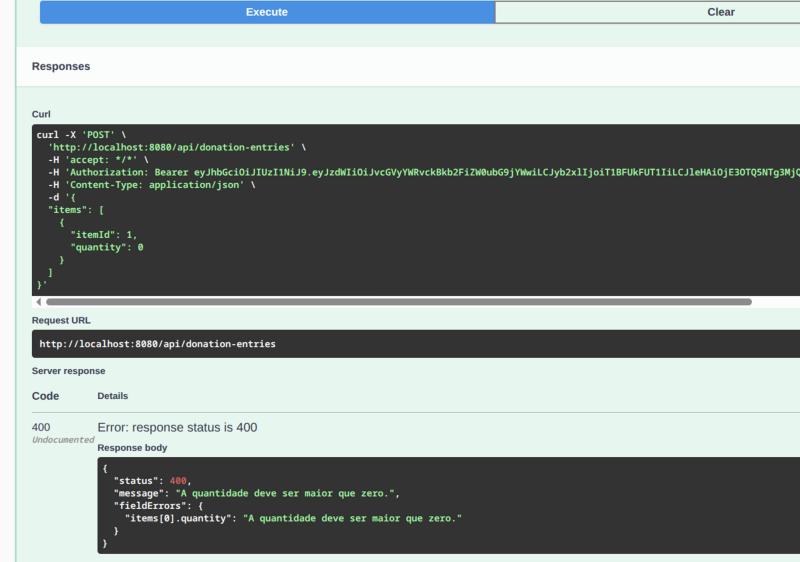 Execute
Clear
Responses
Curl
curl -X 'POST' \
'http://localhost:8080/api/donation-entries' \
-H 'accept: */*' \
-H 'Authorization: Bearer eyJhbGciOiJIUzI1NiJ9.eyJzdWIiOiJvcGVyYWRvckBkb2FiZW0ubG9jYWwiLCJyb2xlIjoiT1BFUkFUT1IiLCJleHAiOjE3OTQ5NTg3MjQ
-H 'Content-Type: application/json' \
-d '{
"items": [
{
"itemId": 1,
"quantity": 0
}
]
}'
Request URL
http://localhost:8080/api/donation-entries
Server response
Code Details
400 Error: response status is 400
Undocumented
Response body
{
"status": 400,
"message": "A quantidade deve ser maior que zero.",
"fieldErrors": {
"items[0].quantity": "A quantidade deve ser maior que zero."
}
}